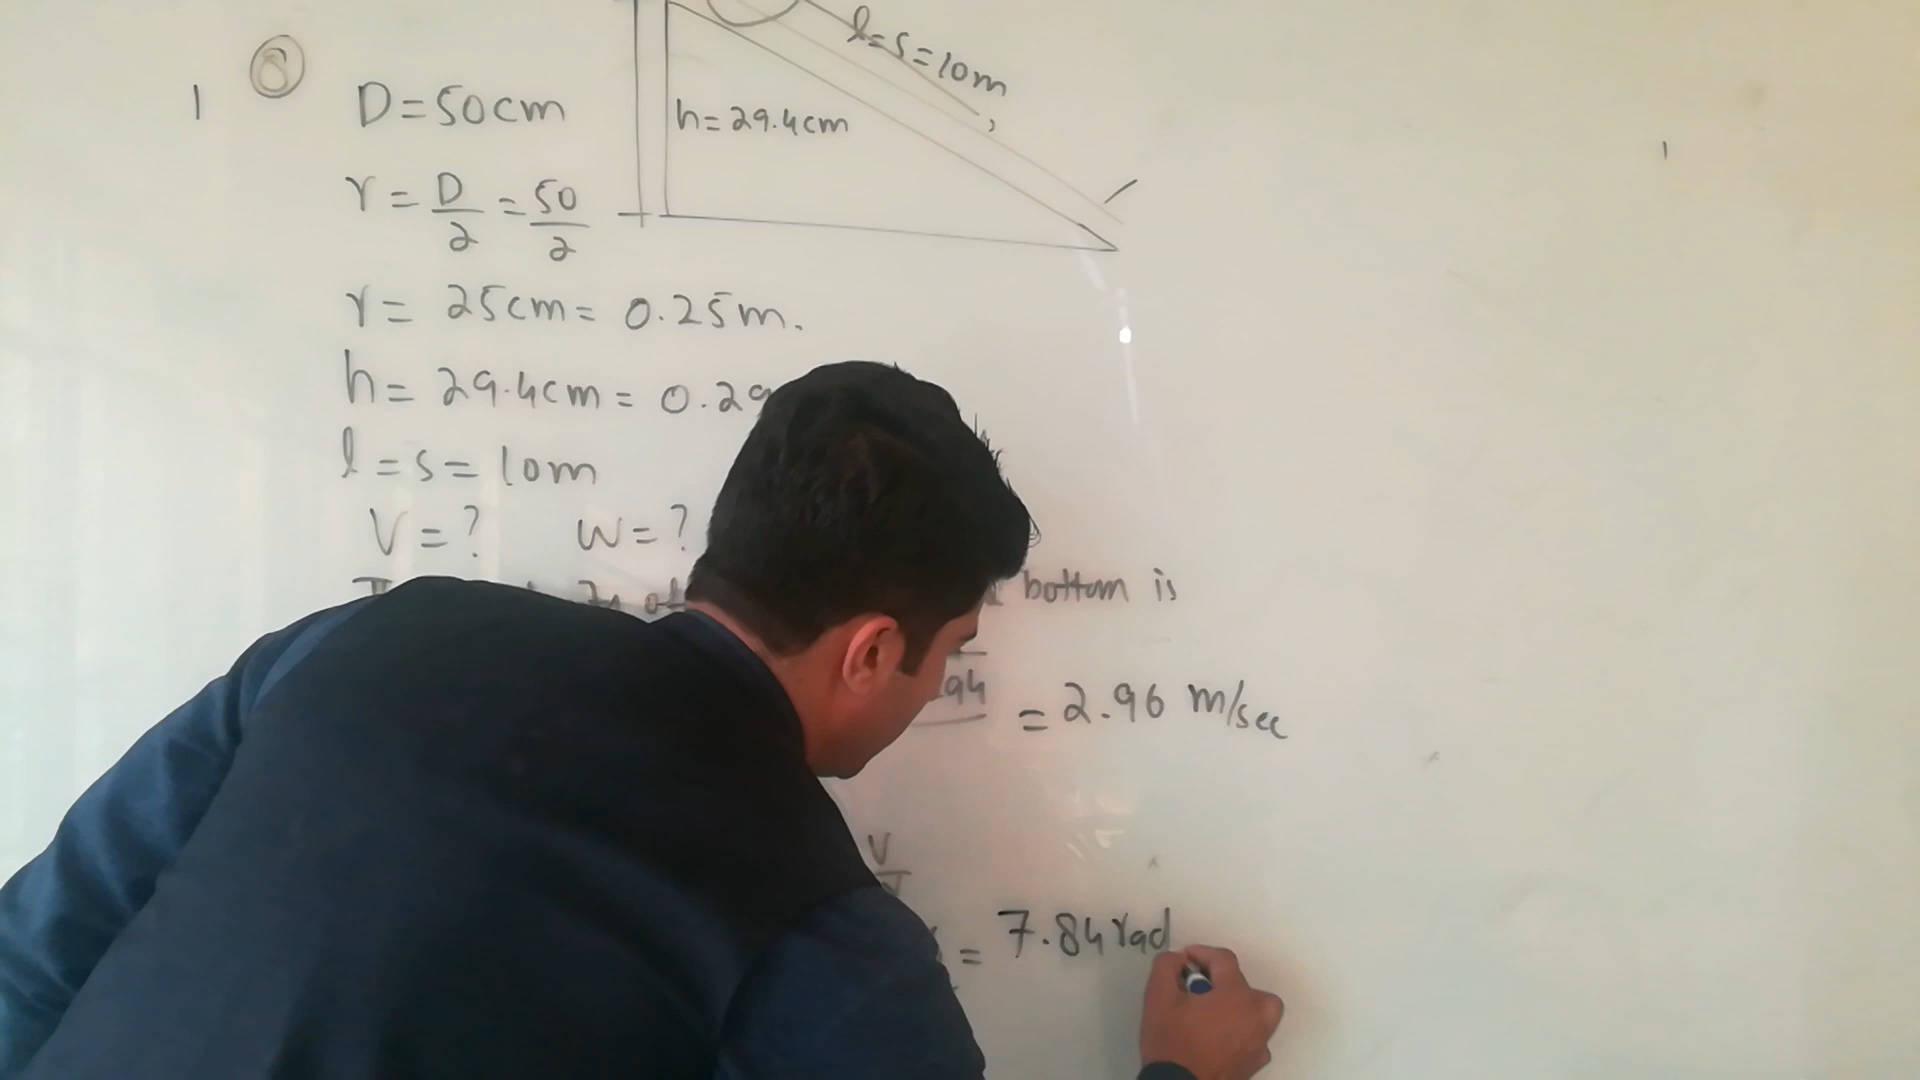 l=s=10m
8
1 D=50cm
h=29.4cm
r=D/2=50/2
r= 25cm= 0.25m.
h= 29.4cm= 0.29
l=s=10m
V=? w=?
bottom is
94 = 2.96 m/sec
V
= 7.84 rad